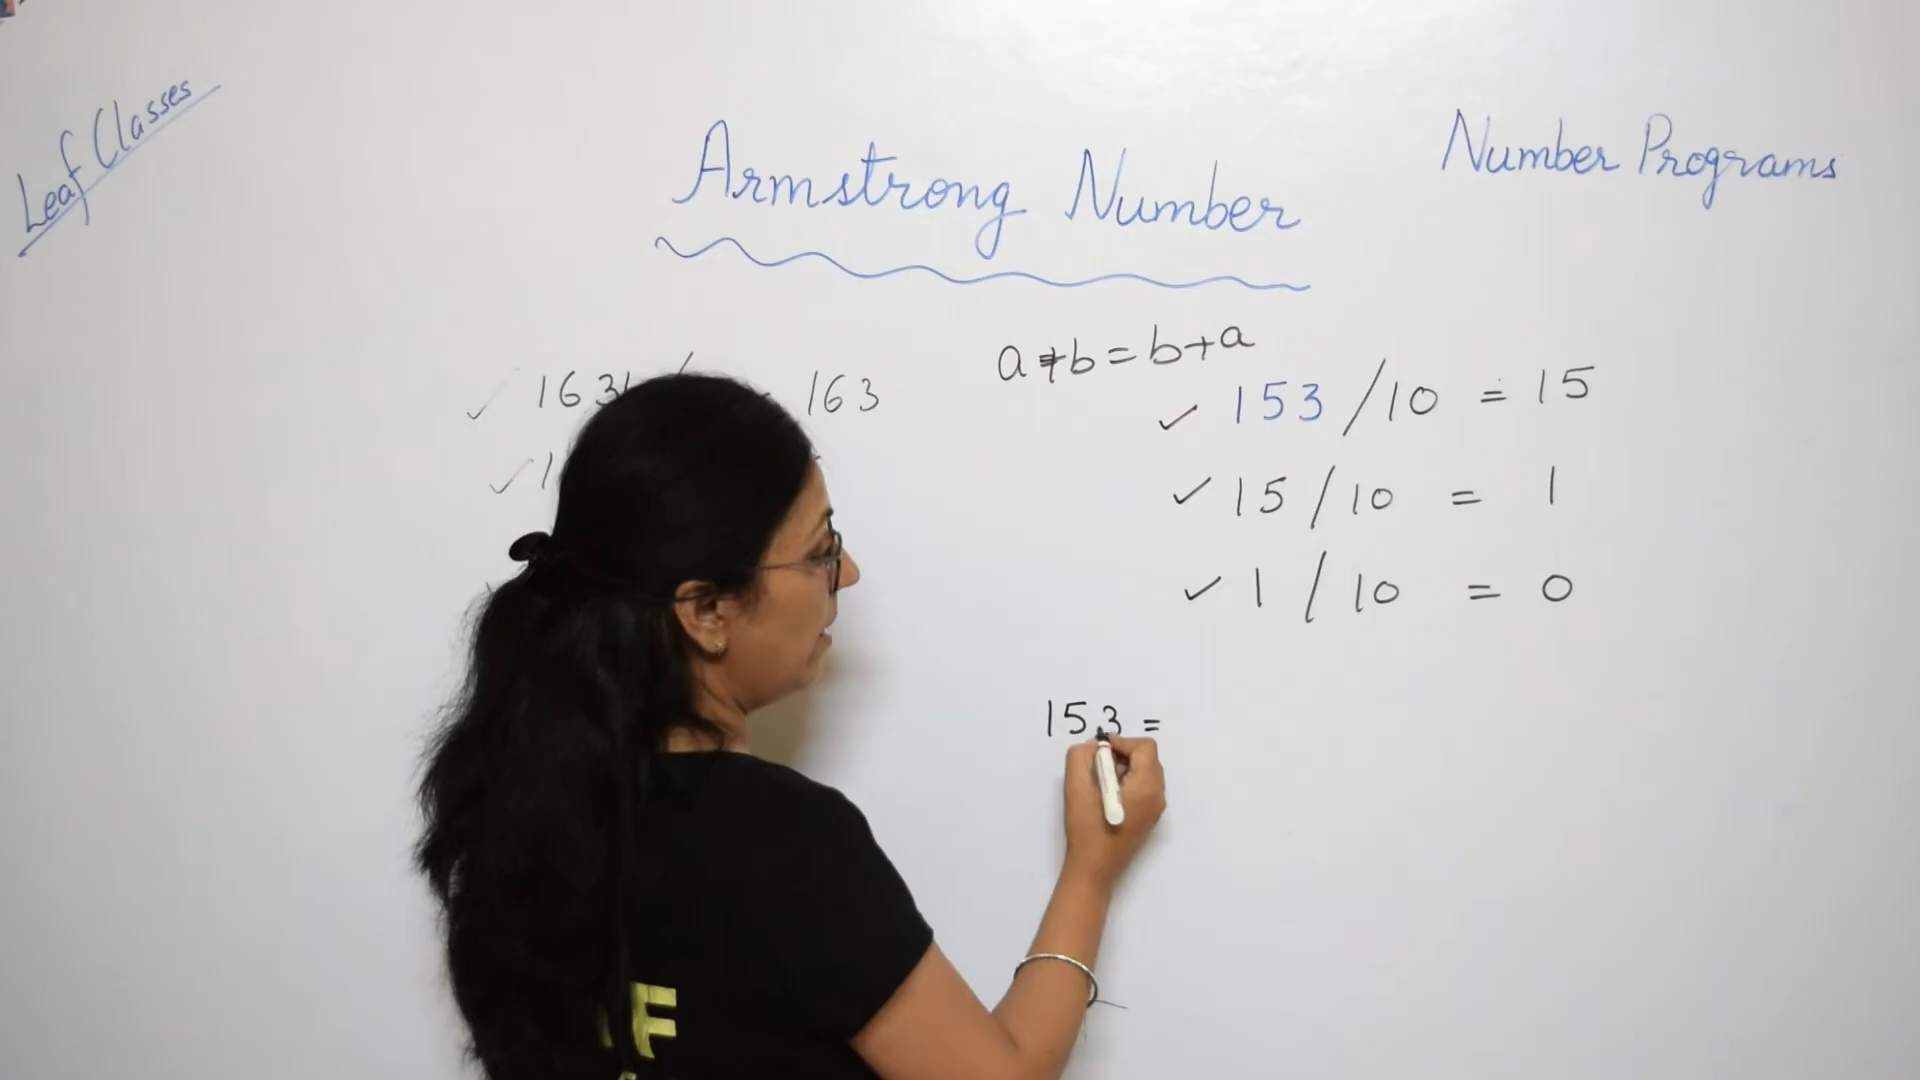 Leaf Classes
Armstrong Number
Number Programs
a+b=b+a
163
153/10 = 15
15/10 = 1
1/10 = 0
153 =